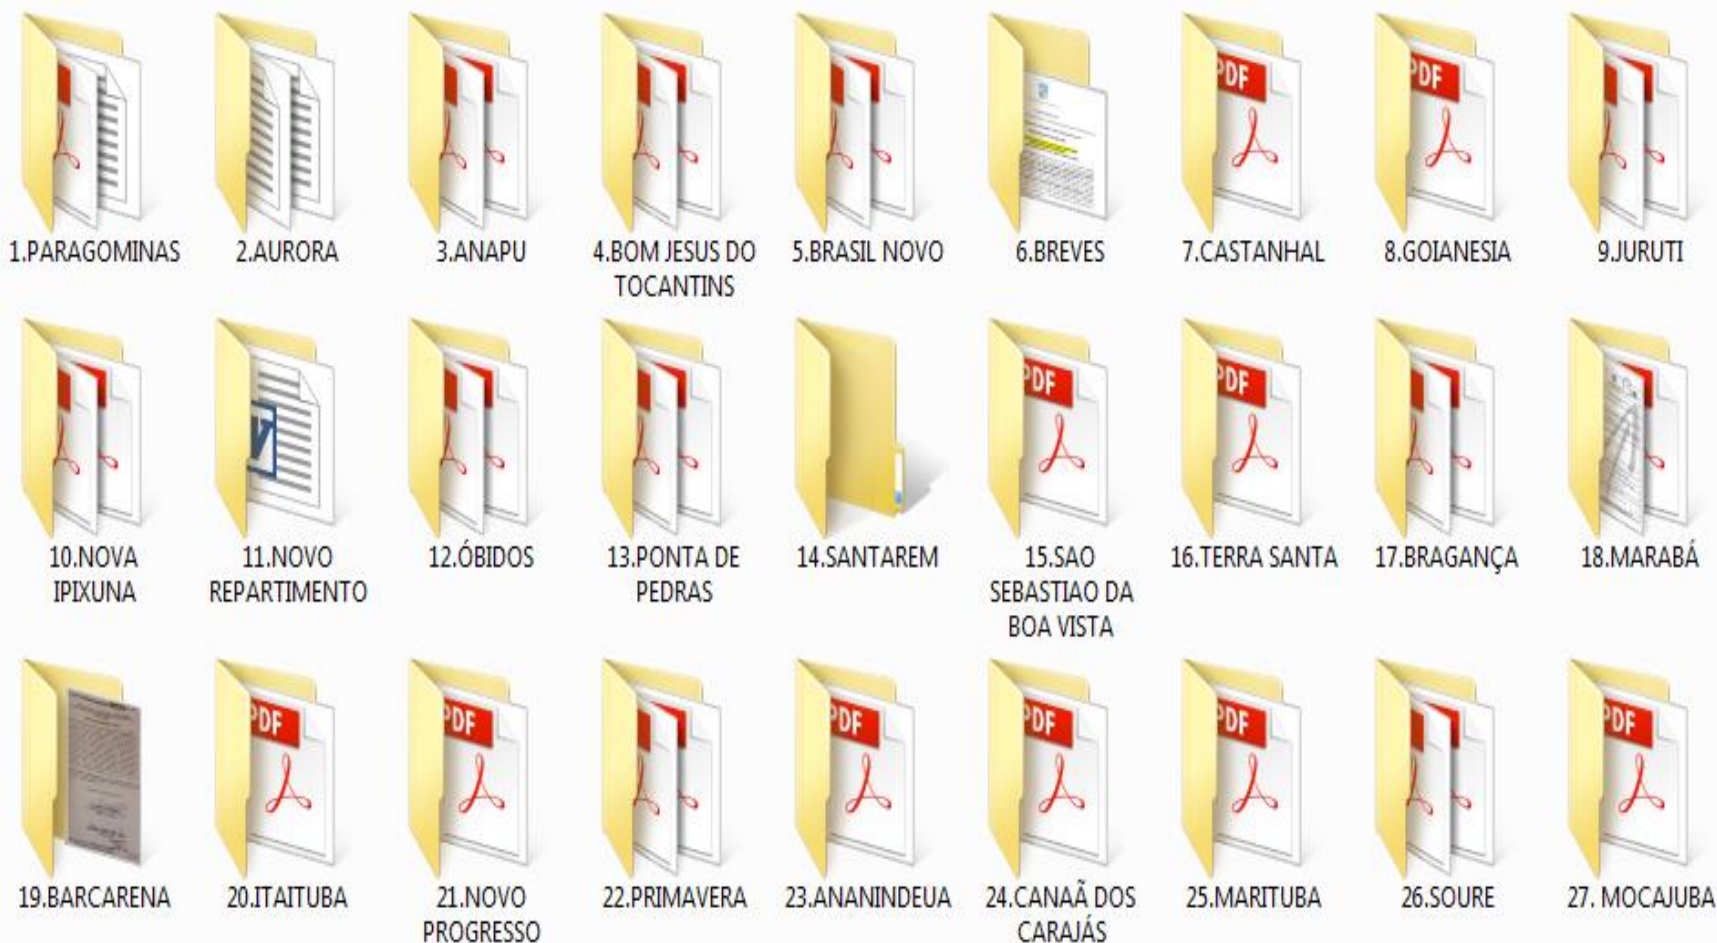 1.PARAGOMINAS
2.AURORA
3.ANAPU
4.BOM JESUS DO
TOCANTINS
5.BRASIL NOVO
6.BREVES
PDF
7.CASTANHAL
PDF
8.GOIANESIA
9.JURUTI
10.NOVA
IPIXUNA
W
11.NOVO
REPARTIMENTO
12.ÓBIDOS
13.PONTA DE
PEDRAS
14.SANTAREM
PDF
15.SAO
SEBASTIAO DA
BOA VISTA
PDF
16.TERRA SANTA
17.BRAGANÇA
18.MARABÁ
19.BARCARENA
PDF
20.ITAITUBA
PDF
21.NOVO
PROGRESSO
22.PRIMAVERA
PDF
23.ANANINDEUA
PDF
24.CANAÃ DOS
CARAJÁS
PDF
25.MARITUBA
26.SOURE
PDF
27. MOCAJUBA